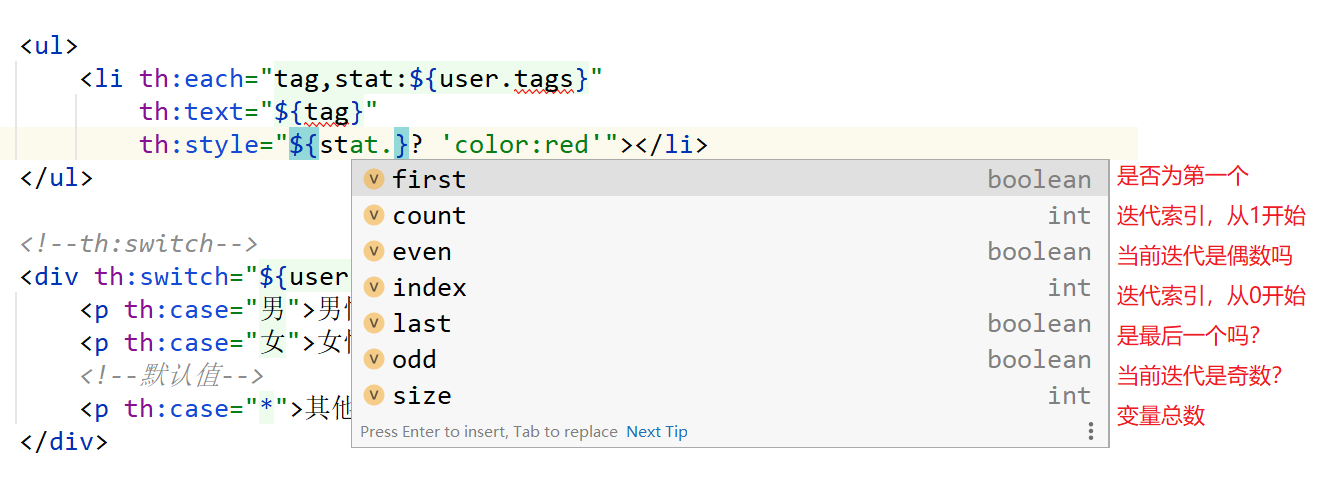 <ul>
<li th:each="tag,stat:${user.tags}"
th:text="${tag}"
th:style="${stat.}? 'color:red'"></li>
</ul>
first boolean 是否为第一个
count int 迭代索引，从1开始
<!--th:switch-->
even boolean 当前迭代是偶数吗
<div th:switch="${user
index int 迭代索引，从0开始
<p th:case="男">男
last boolean 是最后一个吗？
<p th:case="女">女
odd boolean 当前迭代是奇数？
<!--默认值-->
size int 变量总数
<p th:case="*">其他
Press Enter to insert, Tab to replace Next Tip
</div>